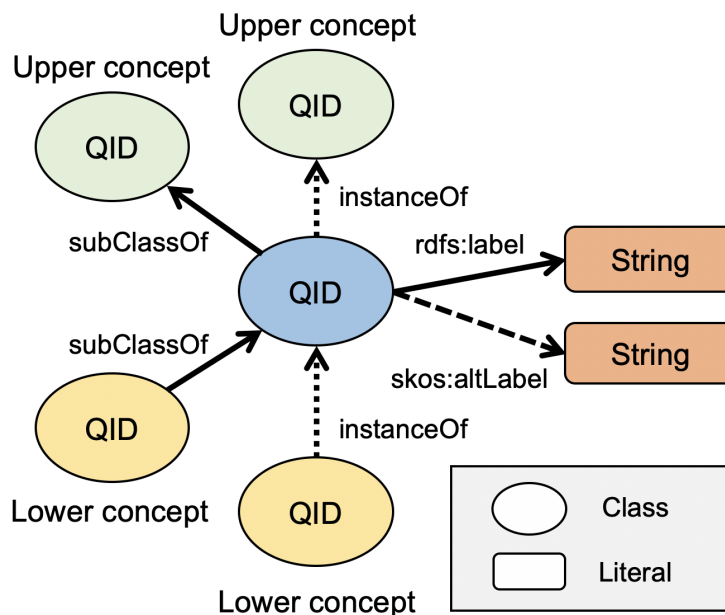 Upper concept
Upper concept
QID
QID
instanceOf
subClassOf
rdfs:label
String
QID
String
subClassOf
skos:altLabel
instanceOf
QID
Lower concept
QID
Class
Literal
Lower concept